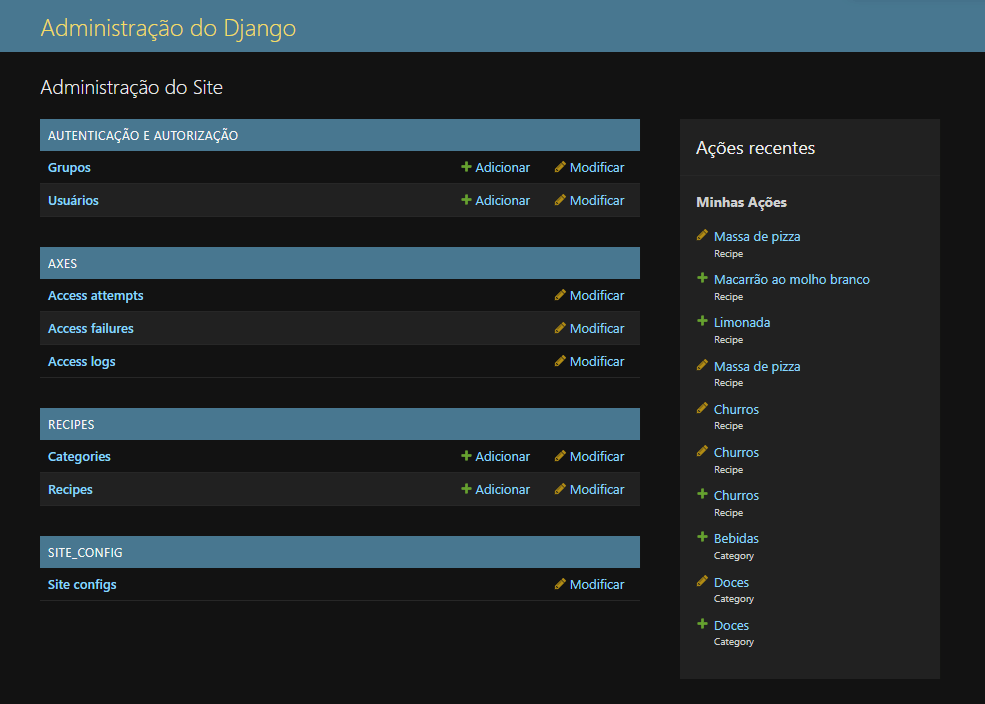 Administração do Django
Administração do Site
AUTENTICAÇÃO E AUTORIZAÇÃO
Grupos Adicionar Modificar
Usuários Adicionar Modificar
AXES
Access attempts Modificar
Access failures Modificar
Access logs Modificar
RECIPES
Categories Adicionar Modificar
Recipes Adicionar Modificar
SITE_CONFIG
Site configs Modificar
Ações recentes
Minhas Ações
Massa de pizza
Recipe
Macarrão ao molho branco
Recipe
Limonada
Recipe
Massa de pizza
Recipe
Churros
Recipe
Churros
Recipe
Churros
Recipe
Bebidas
Category
Doces
Category
Doces
Category